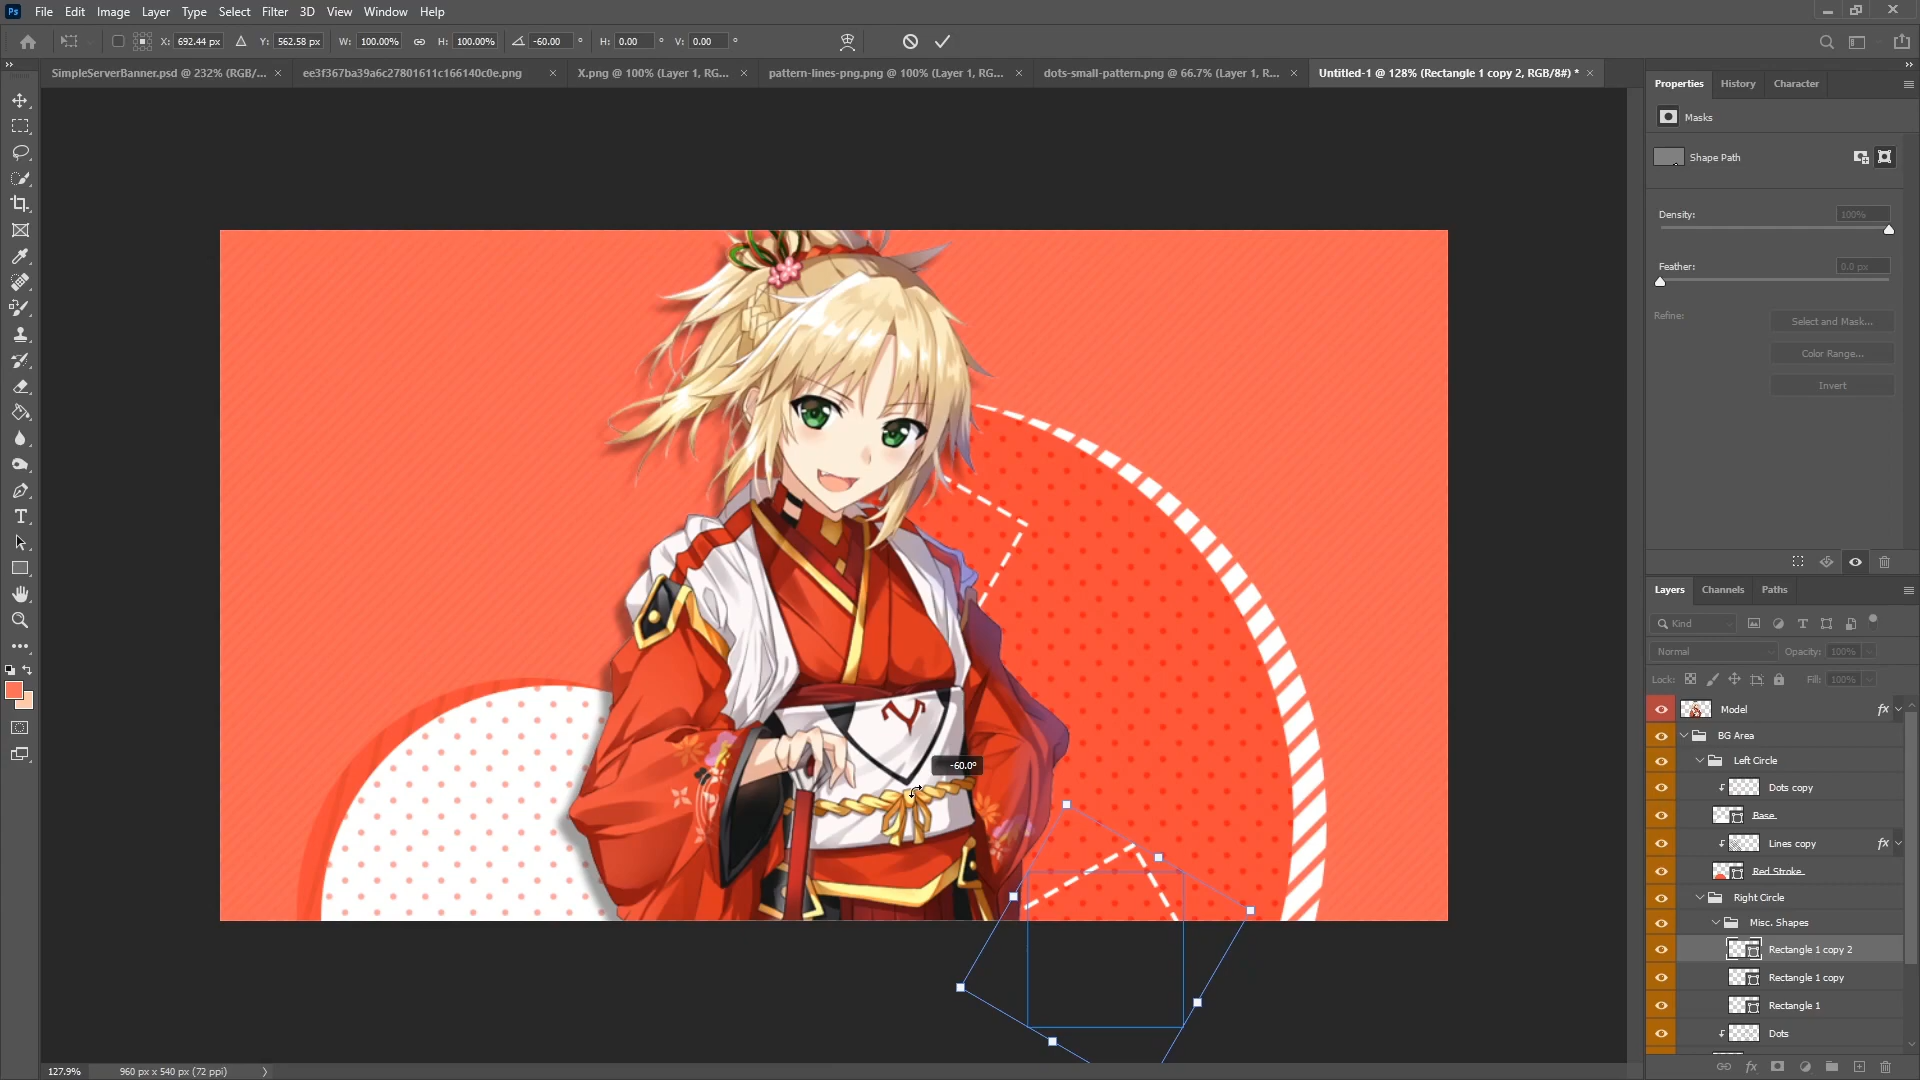 Ps File Edit Image Layer Type Select Filter 3D View Window Help
X: 692.44 px Y: 562.58 px W: 100.00% H: 100.00% -60.00 ° H: 0.00 ° V: 0.00 °
SimpleServerBanner.psd @ 232% (RGB/... × ee3f367ba39a6c27801611c166140c0e.png × X.png @ 100% (Layer 1, RG... × pattern-lines-png.png @ 100% (Layer 1, RG... × dots-small-pattern.png @ 66.7% (Layer 1, R... × Untitled-1 @ 128% (Rectangle 1 copy 2, RGB/8#) * ×
Properties History Character
Masks
Shape Path
Density: 100%
Feather: 0.0 px
Refine: Select and Mask...
Color Range...
Invert
-60.0°
Layers Channels Paths
Kind
Normal Opacity: 100%
Lock: Fill: 100%
Model fx
BG Area
Left Circle
Dots copy
Base
Lines copy fx
Red Stroke
Right Circle
Misc. Shapes
Rectangle 1 copy 2
Rectangle 1 copy
Rectangle 1
Dots
127.9% 960 px x 540 px (72 ppi)
fx